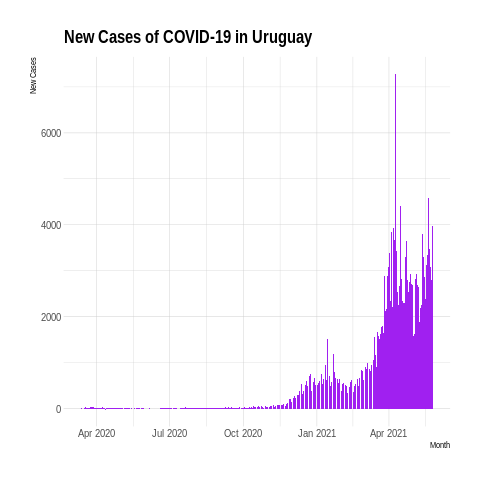 New Cases of COVID-19 in Uruguay
New Cases
6000
4000
2000
0
Apr 2020 Jul 2020 Oct 2020 Jan 2021 Apr 2021
Month